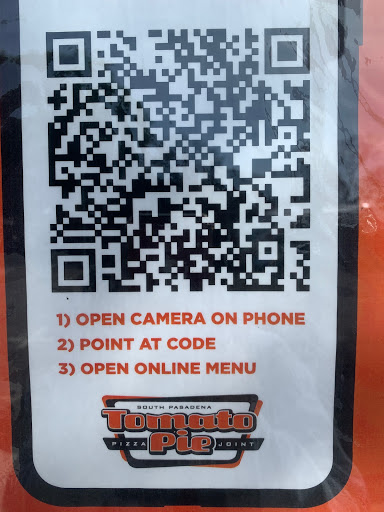 1) OPEN CAMERA ON PHONE
2) POINT AT CODE
3) OPEN ONLINE MENU
SOUTH PASADENA
Tomato
Pie
PIZZA JOINT